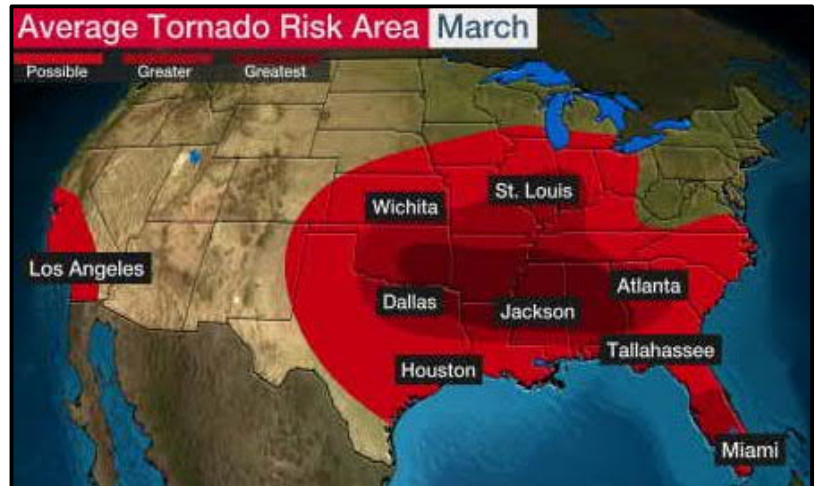 Average Tornado Risk Area March
Possible Greater Greatest
St. Louis
Wichita
Los Angeles
Atlanta
Dallas
Jackson
Tallahassee
Houston
Miami